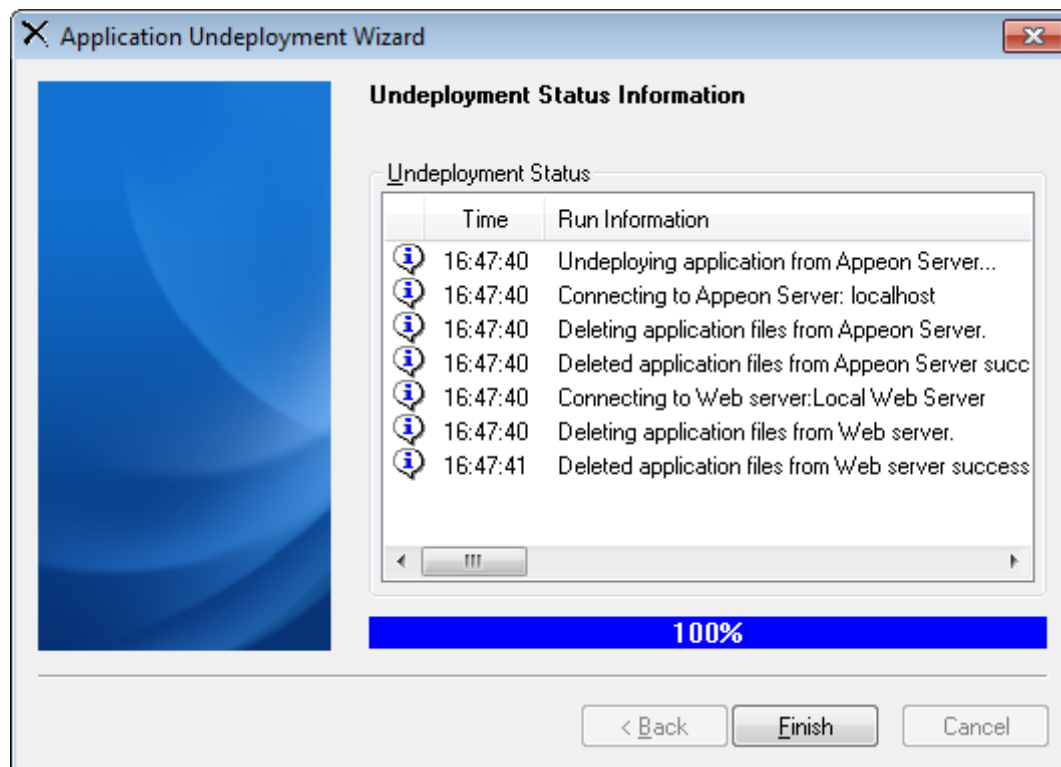 Application Undeployment Wizard
Undeployment Status Information
Undeployment Status
Time Run Information
16:47:40 Undeploying application from Appeon Server...
16:47:40 Connecting to Appeon Server: localhost
16:47:40 Deleting application files from Appeon Server.
16:47:40 Deleted application files from Appeon Server succ
16:47:40 Connecting to Web server:Local Web Server
16:47:40 Deleting application files from Web server.
16:47:41 Deleted application files from Web server success
100%
< Back Finish Cancel